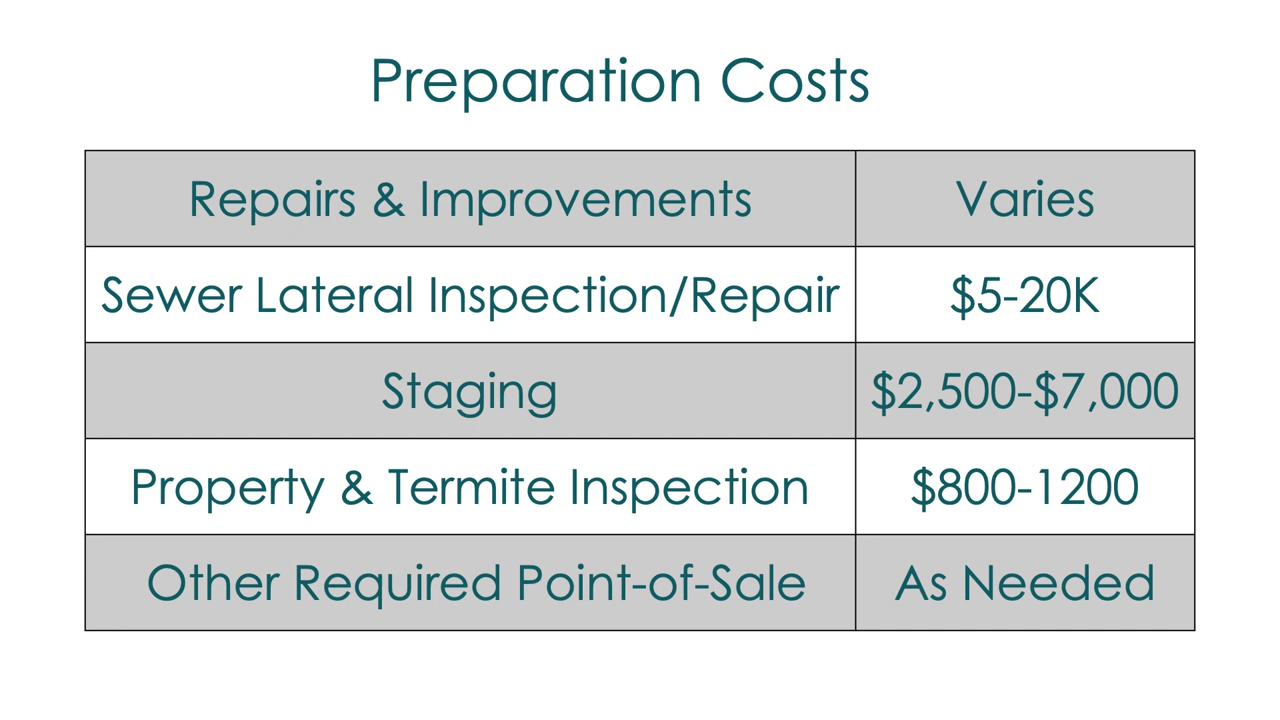 Preparation Costs
Repairs & Improvements Varies
Sewer Lateral Inspection/Repair $5-20K
Staging $2,500-$7,000
Property & Termite Inspection $800-1200
Other Required Point-of-Sale As Needed